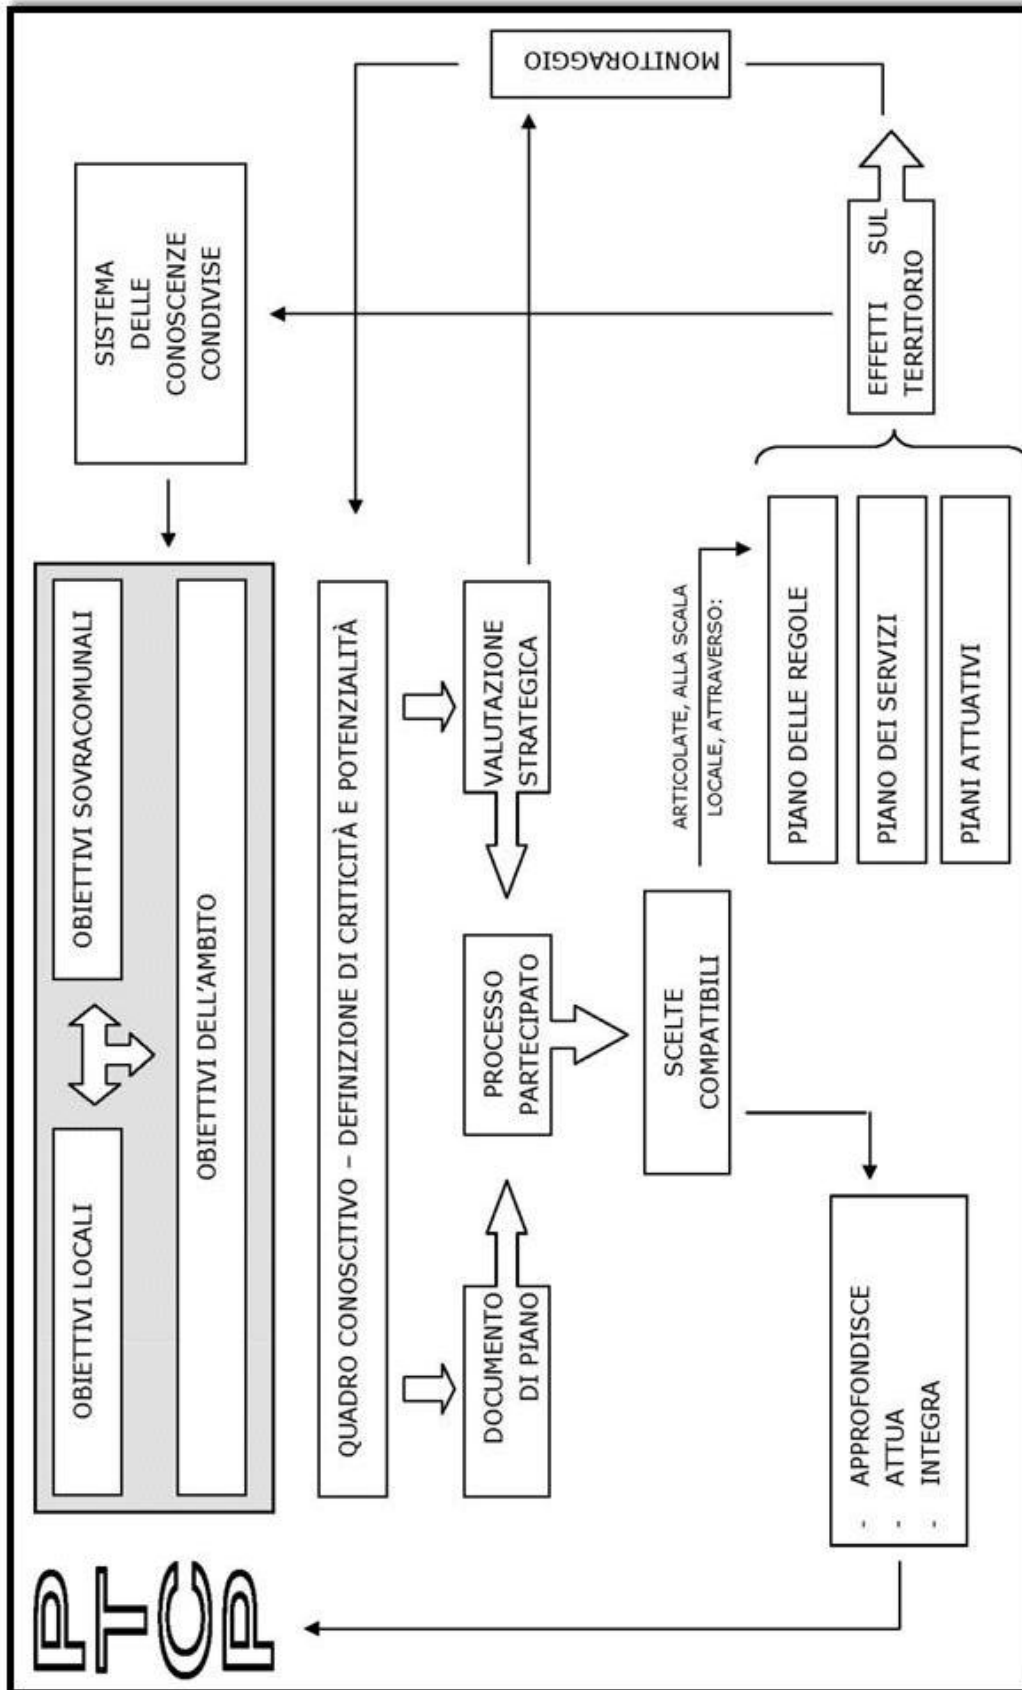 P
T
C
P
OBIETTIVI LOCALI
OBIETTIVI SOVRACOMUNALI
OBIETTIVI DELL'AMBITO
SISTEMA
DELLE
CONOSCENZE
CONDIVISE
QUADRO CONOSCITIVO – DEFINIZIONE DI CRITICITÀ E POTENZIALITÀ
DOCUMENTO
DI PIANO
PROCESSO
PARTECIPATO
VALUTAZIONE
STRATEGICA
MONITORAGGIO
SCELTE
COMPATIBILI
ARTICOLATE, ALLA SCALA
LOCALE, ATTRAVERSO:
- APPROFONDISCE
- ATTUA
- INTEGRA
PIANO DELLE REGOLE
PIANO DEI SERVIZI
PIANI ATTUATIVI
EFFETTI SUL
TERRITORIO